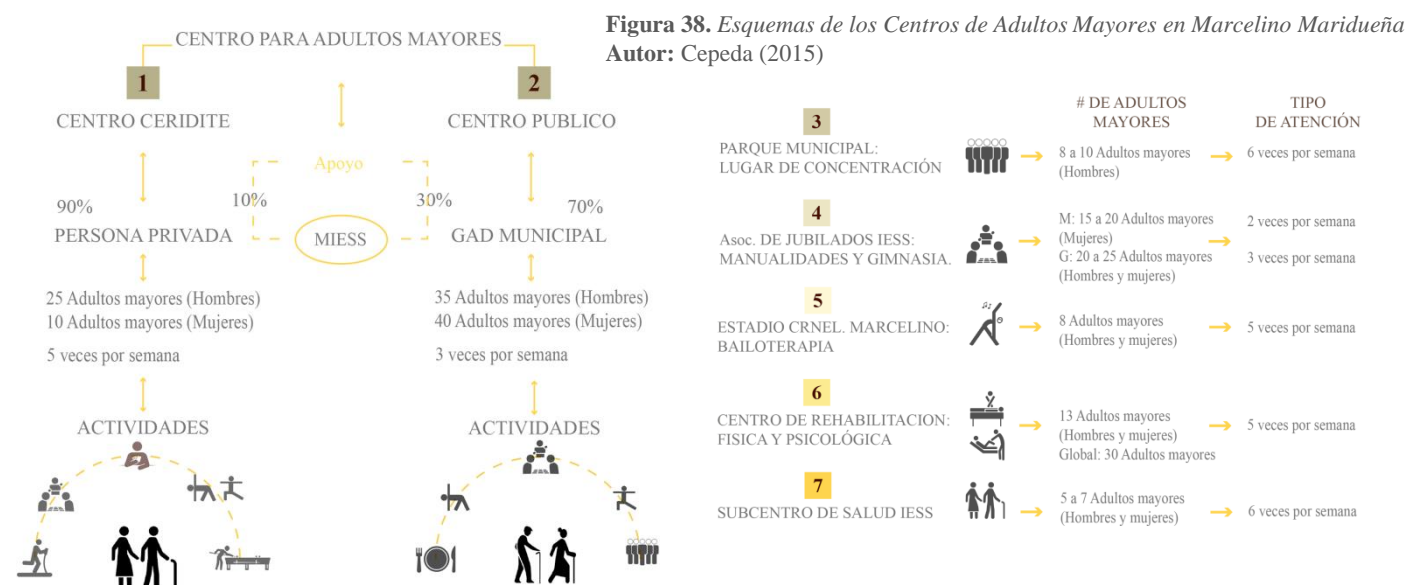 Figura 38. Esquemas de los Centros de Adultos Mayores en Marcelino Maridueña
Autor: Cepeda (2015)
CENTRO PARA ADULTOS MAYORES
1
CENTRO CERIDITE
2
CENTRO PUBLICO
Apoyo
90%
10%
30%
70%
PERSONA PRIVADA
MIESS
GAD MUNICIPAL
25 Adultos mayores (Hombres)
10 Adultos mayores (Mujeres)
5 veces por semana
35 Adultos mayores (Hombres)
40 Adultos mayores (Mujeres)
3 veces por semana
ACTIVIDADES
ACTIVIDADES
# DE ADULTOS
MAYORES
TIPO
DE ATENCIÓN
3
PARQUE MUNICIPAL:
LUGAR DE CONCENTRACIÓN
8 a 10 Adultos mayores
(Hombres)
6 veces por semana
4
Asoc. DE JUBILADOS IESS:
MANUALIDADES Y GIMNASIA.
M: 15 a 20 Adultos mayores
(Mujeres)
G: 20 a 25 Adultos mayores
(Hombres y mujeres)
2 veces por semana
3 veces por semana
5
ESTADIO CRNEL. MARCELINO:
BAILOTERAPIA
8 Adultos mayores
(Hombres y mujeres)
5 veces por semana
6
CENTRO DE REHABILITACION:
FISICA Y PSICOLÓGICA
13 Adultos mayores
(Hombres y mujeres)
Global: 30 Adultos mayores
5 veces por semana
7
SUBCENTRO DE SALUD IESS
5 a 7 Adultos mayores
(Hombres y mujeres)
6 veces por semana